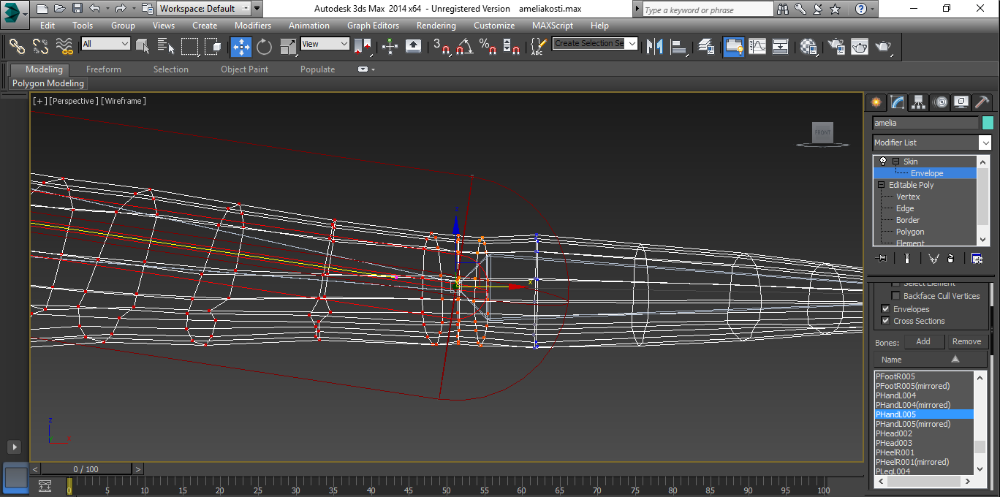 Workspace: Default
Autodesk 3ds Max 2014 x64 - Unregistered Version ameliakosti.max
Type a keyword or phrase
Edit Tools Group Views Create Modifiers Animation Graph Editors Rendering Customize MAXScript Help
All
View
3
%
ABC
Create Selection Se
Modeling Freeform Selection Object Paint Populate
Polygon Modeling
[+] [Perspective] [Wireframe]
FRONT
z
x
z
amelia
Modifier List
Skin
Envelope
Editable Poly
Vertex
Edge
Border
Polygon
Element
Select Element
Backface Cull Vertices
Envelopes
Cross Sections
Bones: Add Remove
Name
PFootR005
PFootR005(mirrored)
PHandL004
PHandL004(mirrored)
PHandL005
PHandL005(mirrored)
PHead002
PHead003
PHeelR001
PHeelR001(mirrored)
PLegL004
< 0 / 100 >
0 5 10 15 20 25 30 35 40 45 50 55 60 65 70 75 80 85 90 95 100